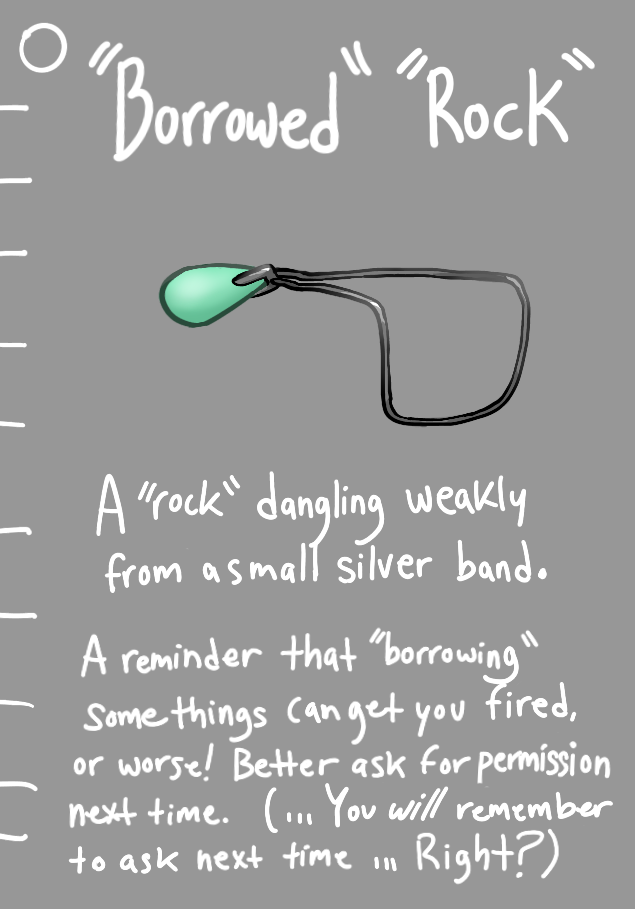 "Borrowed" "Rock"
A "rock" dangling weakly
from a small silver band.
A reminder that "borrowing"
some things can get you fired,
or worse! Better ask for permission
next time. (... You will remember
to ask next time ... Right?)